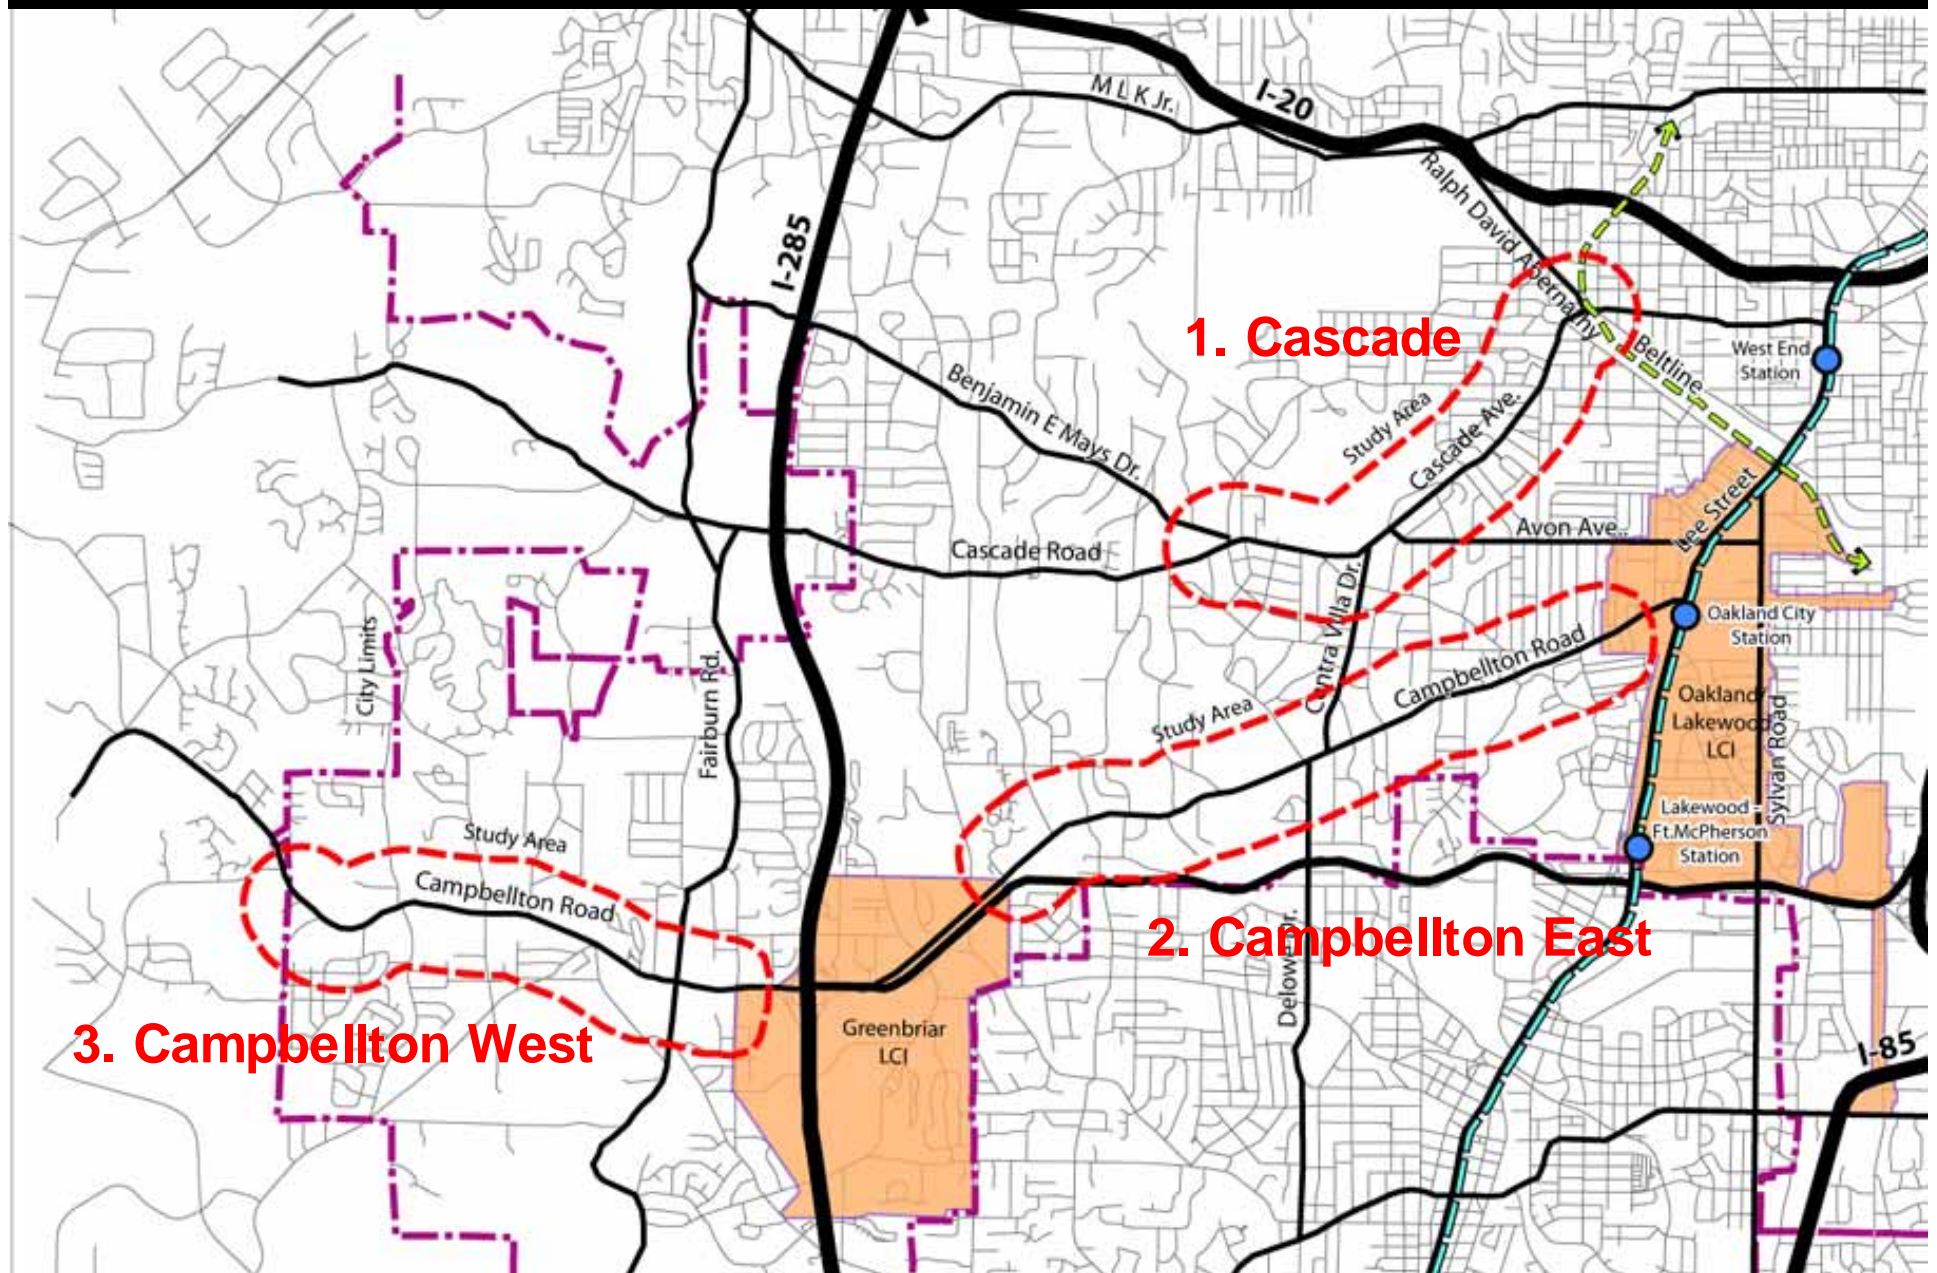 M L K Jr.
I-20
Ralph David Abernathy
I-285
1. Cascade
Beltline
West End
Station
Benjamin E Mays Dr.
Study Area
Cascade Ave.
Lee Street
Avon Ave.
Cascade Road
Centra Villa Dr.
Oakland City
Station
City Limits
Fairburn Rd.
Campbellton Road
Study Area
Oakland/
Lakewood
LCI
Sylvan Road
Lakewood -
Ft.McPherson
Station
Study Area
Campbellton Road
2. Campbellton East
Delowe Dr.
3. Campbellton West
Greenbriar
LCI
I-85